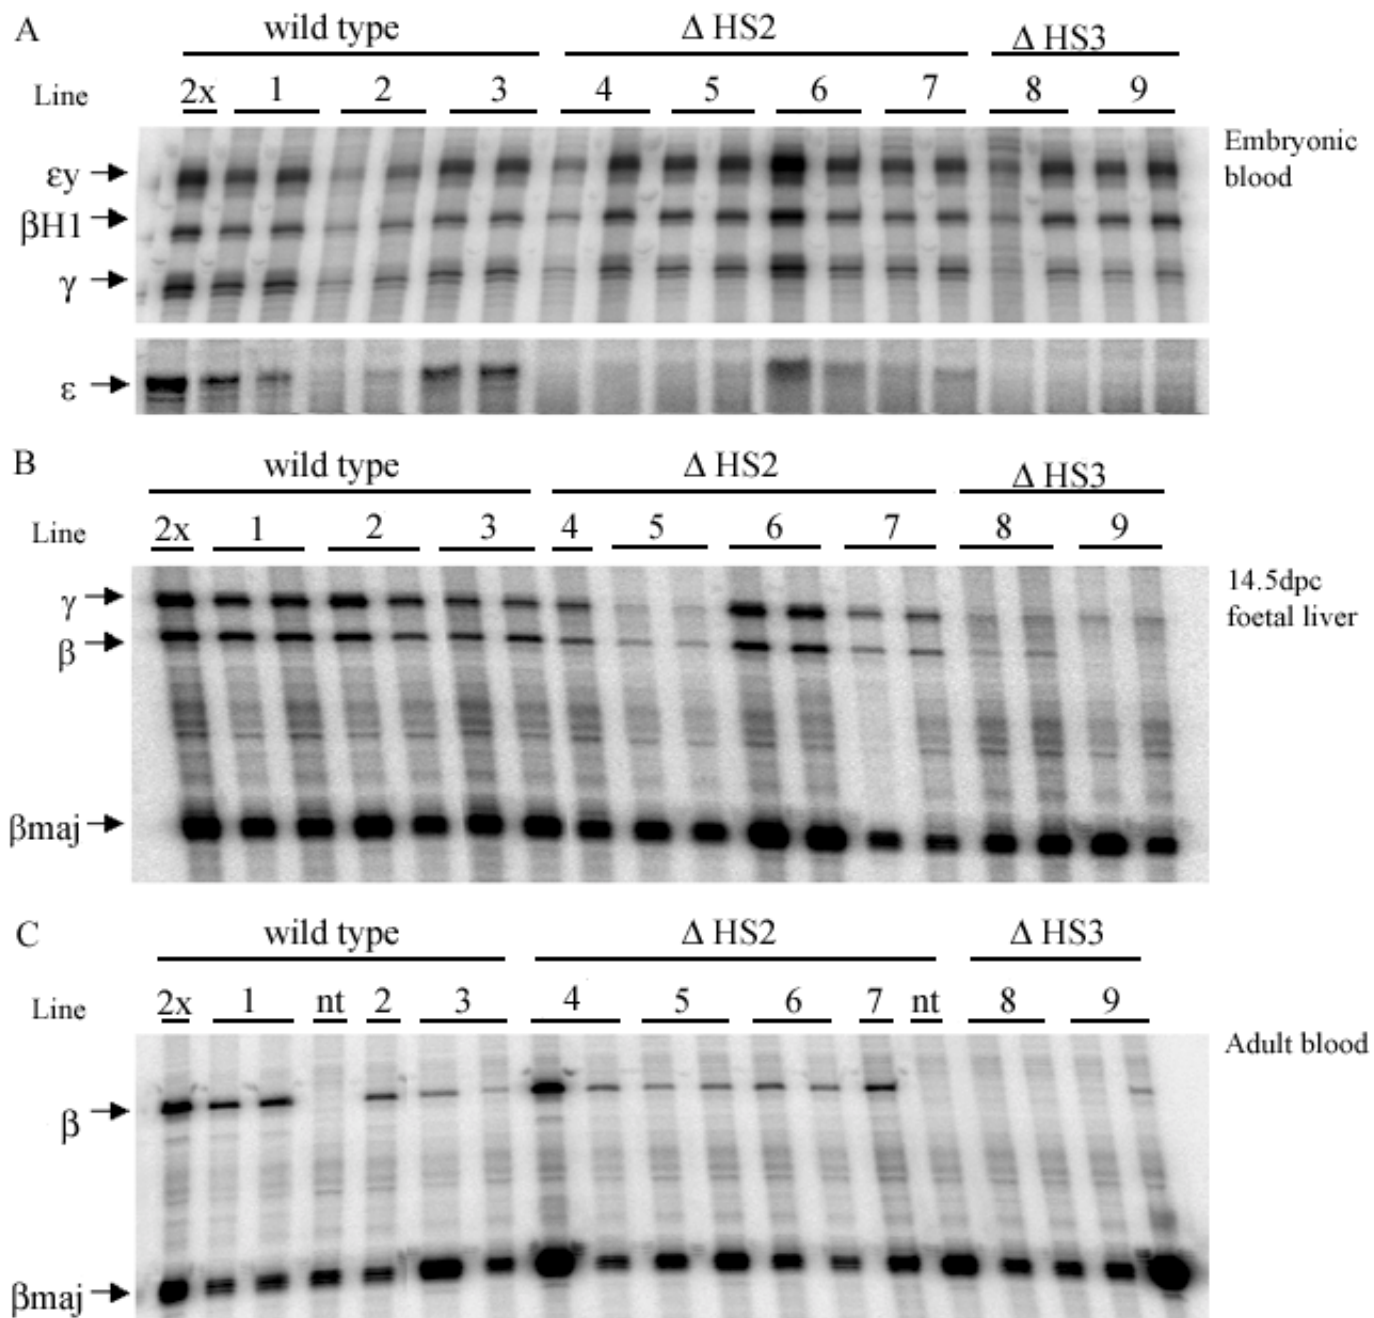 A
wild type
Δ HS2
Δ HS3
Line 2x 1 2 3 4 5 6 7 8 9
εy
βH1
γ
ε
Embryonic
blood
B
wild type
Δ HS2
Δ HS3
Line 2x 1 2 3 4 5 6 7 8 9
γ
β
βmaj
14.5dpc
foetal liver
C
wild type
Δ HS2
Δ HS3
Line 2x 1 nt 2 3 4 5 6 7 nt 8 9
β
βmaj
Adult blood